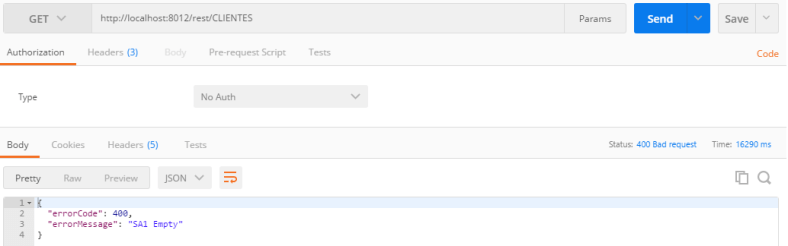 GET http://localhost:8012/rest/CLIENTES Params Send Save
Authorization Headers (3) Body Pre-request Script Tests Code
Type No Auth
Body Cookies Headers (5) Tests Status: 400 Bad request Time: 16290 ms
Pretty Raw Preview JSON
1 {
2 "errorCode": 400,
3 "errorMessage": "SA1 Empty"
4 }